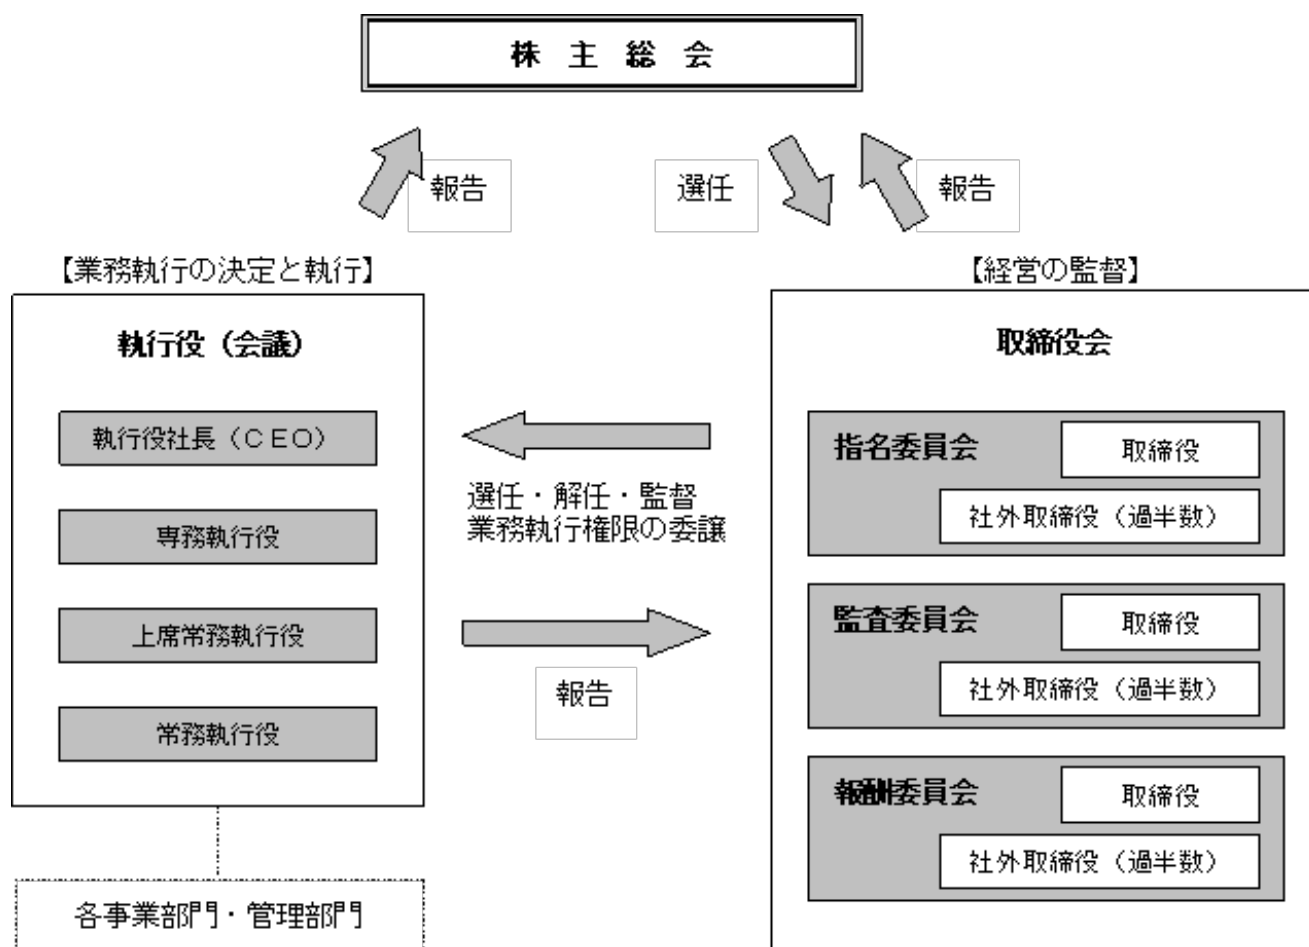 株主総会
報告
選任
報告
【業務執行の決定と執行】
【経営の監督】
執行役（会議）
執行役社長（ＣＥＯ）
専務執行役
上席常務執行役
常務執行役
各事業部門・管理部門
選任・解任・監督
業務執行権限の委譲
報告
取締役会
指名委員会
取締役
社外取締役（過半数）
監査委員会
取締役
社外取締役（過半数）
報酬委員会
取締役
社外取締役（過半数）